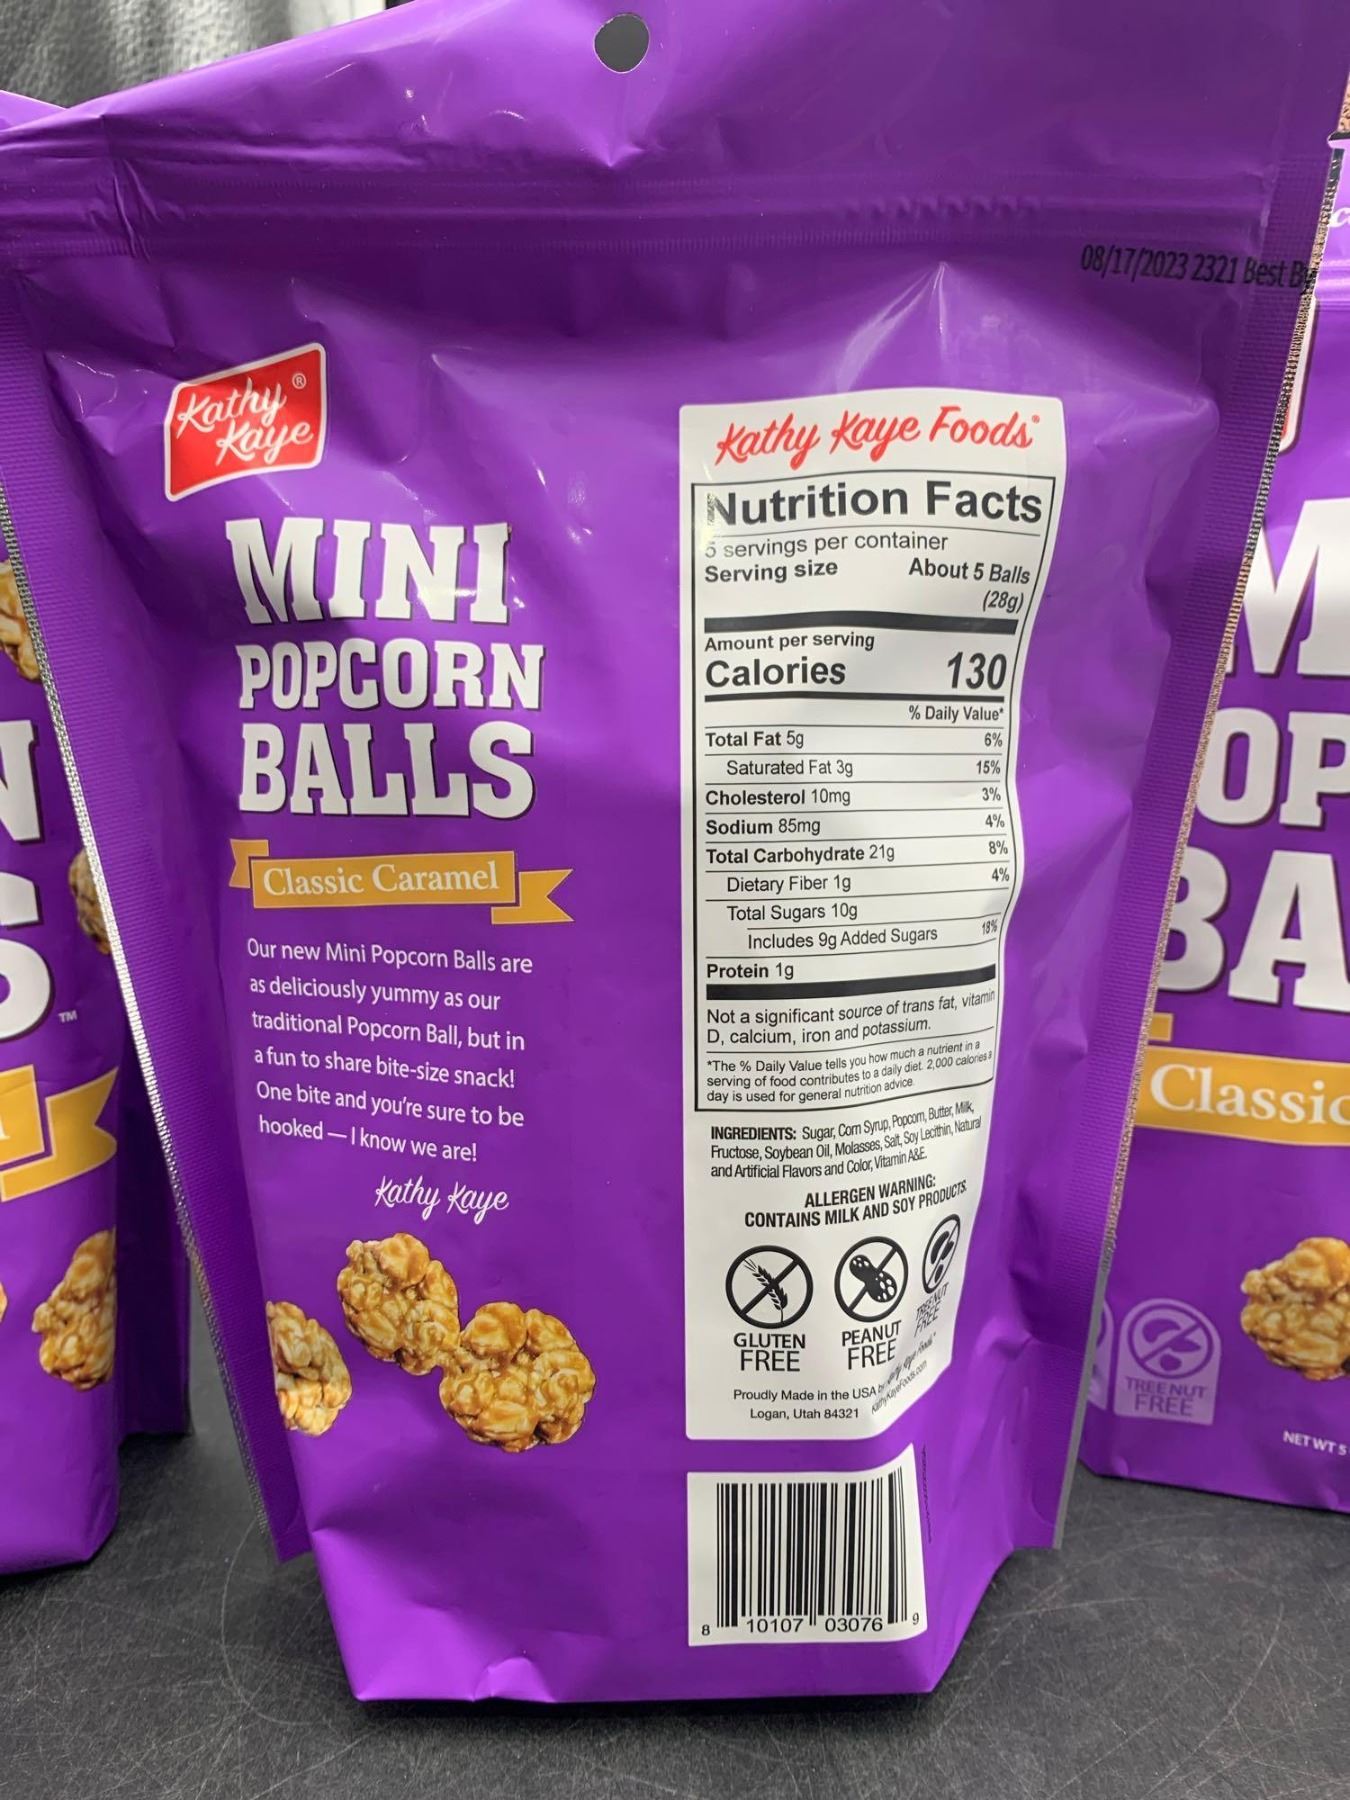 08/17/2023 2321 Best By
Kathy®
Kaye
MINI
POPCORN
BALLS
Classic Caramel
Our new Mini Popcorn Balls are
as deliciously yummy as our
traditional Popcorn Ball, but in
a fun to share bite-size snack!
One bite and you're sure to be
hooked — I know we are!
Kathy Kaye
Kathy Kaye Foods®
Nutrition Facts
5 servings per container
Serving size About 5 Balls
(28g)
Amount per serving
Calories 130
% Daily Value*
Total Fat 5g 6%
Saturated Fat 3g 15%
Cholesterol 10mg 3%
Sodium 85mg 4%
Total Carbohydrate 21g 8%
Dietary Fiber 1g 4%
Total Sugars 10g
Includes 9g Added Sugars 18%
Protein 1g
Not a significant source of trans fat, vitamin
D, calcium, iron and potassium.
*The % Daily Value tells you how much a nutrient in a
serving of food contributes to a daily diet. 2,000 calories a
day is used for general nutrition advice.
INGREDIENTS: Sugar, Corn Syrup, Popcorn, Butter, Milk,
Fructose, Soybean Oil, Molasses, Salt, Soy Lecithin, Natural
and Artificial Flavors and Color, Vitamin A&E.
ALLERGEN WARNING:
CONTAINS MILK AND SOY PRODUCTS
GLUTEN
FREE
PEANUT
FREE
TREE NUT
FREE
Proudly Made in the USA by Kathy Kaye Foods®
Logan, Utah 84321 KathyKayeFoods.com
8 10107 03076 9
N
S
TM
M
OP
BA
Classic
TREE NUT
FREE
NET WT 5